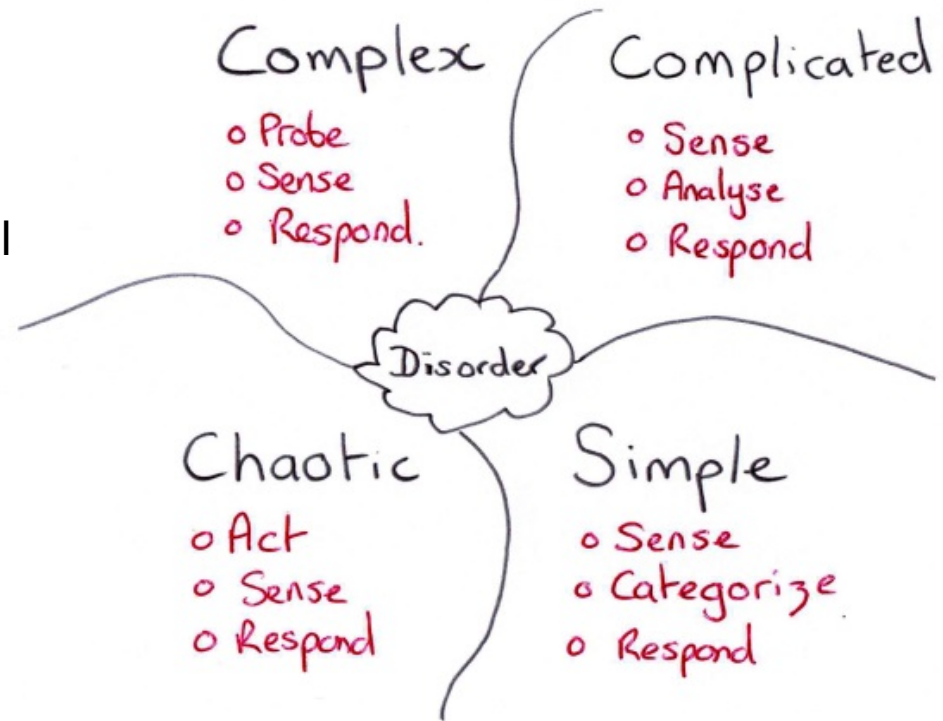 Complex
Probe
Sense
Respond.
Complicated
Sense
Analyse
Respond
Disorder
Chaotic
Act
Sense
Respond
Simple
Sense
Categorize
Respond